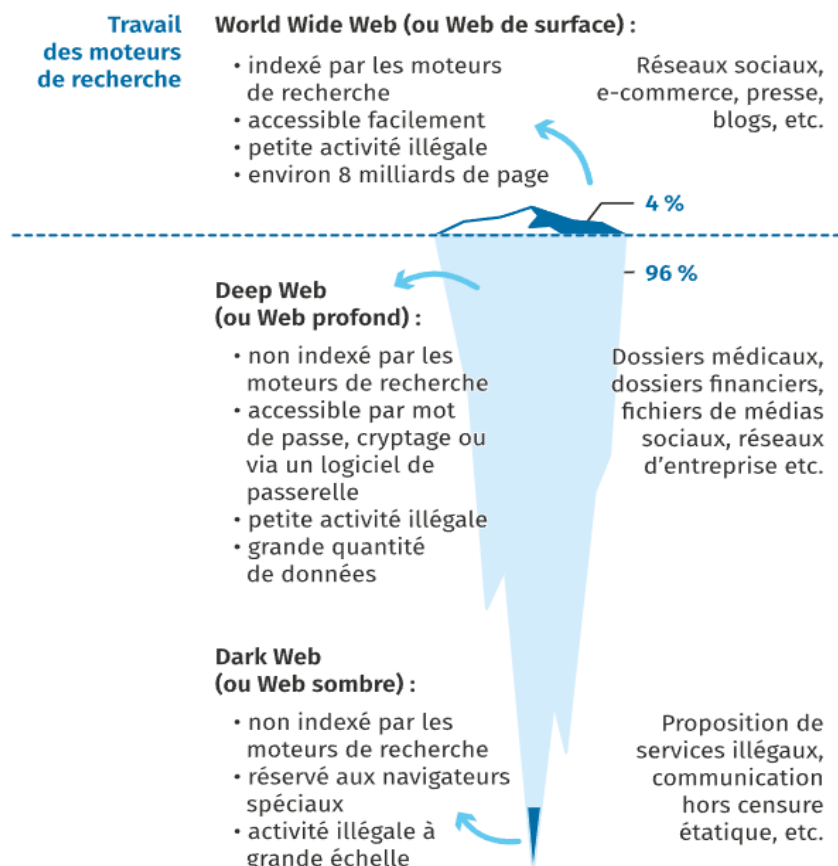 Travail
des moteurs
de recherche
World Wide Web (ou Web de surface) :
• indexé par les moteurs
de recherche
• accessible facilement
• petite activité illégale
• environ 8 milliards de page
Réseaux sociaux,
e-commerce, presse,
blogs, etc.
4 %
96 %
Deep Web
(ou Web profond) :
• non indexé par les
moteurs de recherche
• accessible par mot
de passe, cryptage ou
via un logiciel de
passerelle
• petite activité illégale
• grande quantité
de données
Dossiers médicaux,
dossiers financiers,
fichiers de médias
sociaux, réseaux
d’entreprise etc.
Dark Web
(ou Web sombre) :
• non indexé par les
moteurs de recherche
• réservé aux navigateurs
spéciaux
• activité illégale à
grande échelle
Proposition de
services illégaux,
communication
hors censure
étatique, etc.